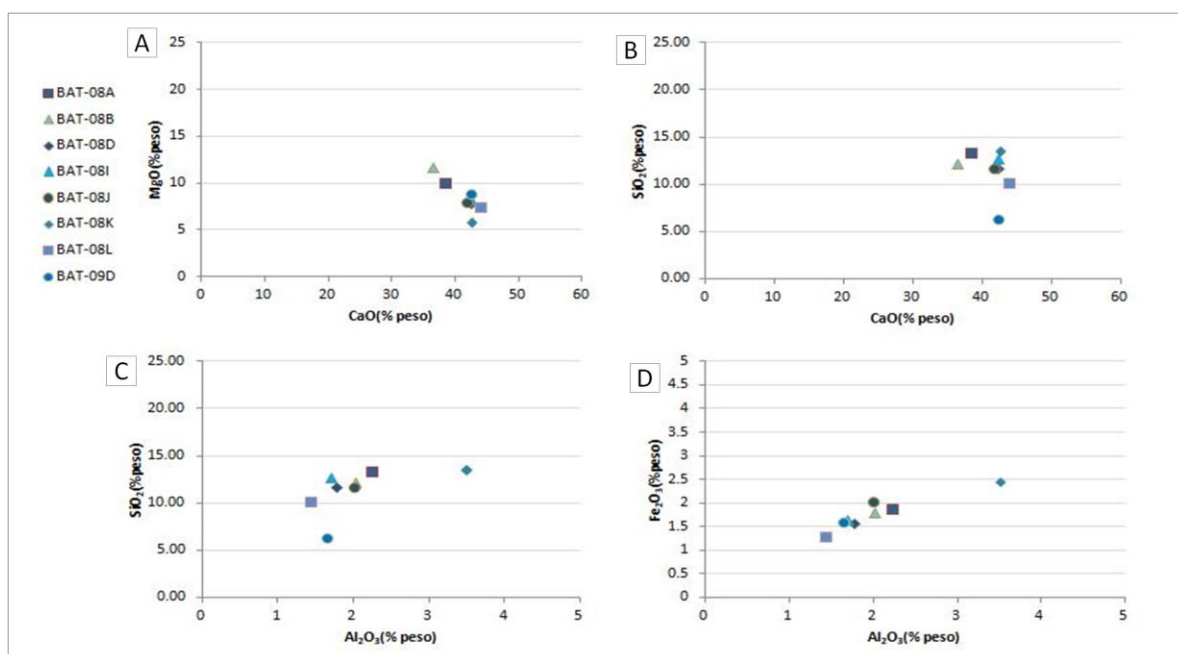 A
25
20
15
10
5
0
MgO(%peso)
0 10 20 30 40 50 60
CaO(% peso)
B
25.00
20.00
15.00
10.00
5.00
0.00
SiO₂(%peso)
0 10 20 30 40 50 60
CaO(% peso)
BAT-08A
BAT-08B
BAT-08D
BAT-08I
BAT-08J
BAT-08K
BAT-08L
BAT-09D
C
25.00
20.00
15.00
10.00
5.00
0.00
SiO₂(%peso)
0 1 2 3 4 5
Al₂O₃(% peso)
D
5
4.5
4
3.5
3
2.5
2
1.5
1
0.5
0
Fe₂O₃(%peso)
0 1 2 3 4 5
Al₂O₃(% peso)